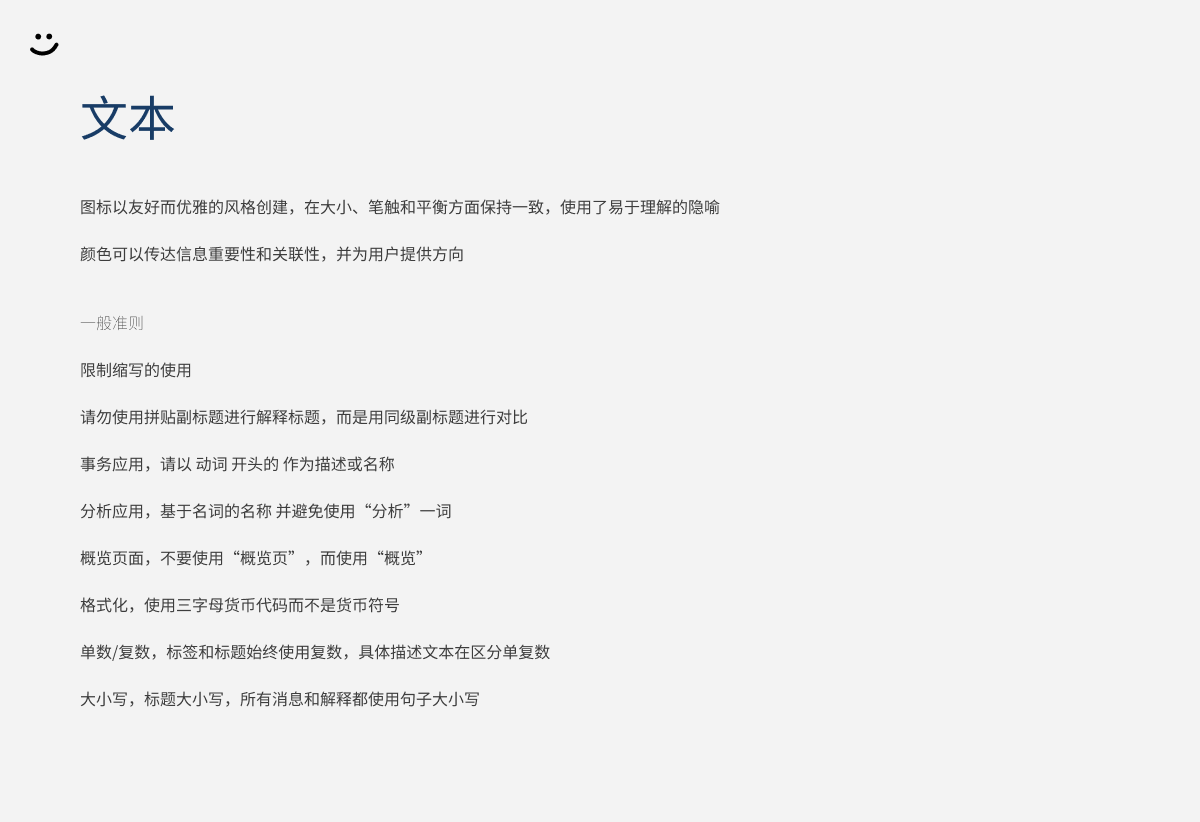 文本
图标以友好而优雅的风格创建，在大小、笔触和平衡方面保持一致，使用了易于理解的隐喻
颜色可以传达信息重要性和关联性，并为用户提供方向
一般准则
限制缩写的使用
请勿使用拼贴副标题进行解释标题，而是用同级副标题进行对比
事务应用，请以 动词 开头的 作为描述或名称
分析应用，基于名词的名称 并避免使用“分析”一词
概览页面，不要使用“概览页”，而使用“概览”
格式化，使用三字母货币代码而不是货币符号
单数/复数，标签和标题始终使用复数，具体描述文本在区分单复数
大小写，标题大小写，所有消息和解释都使用句子大小写